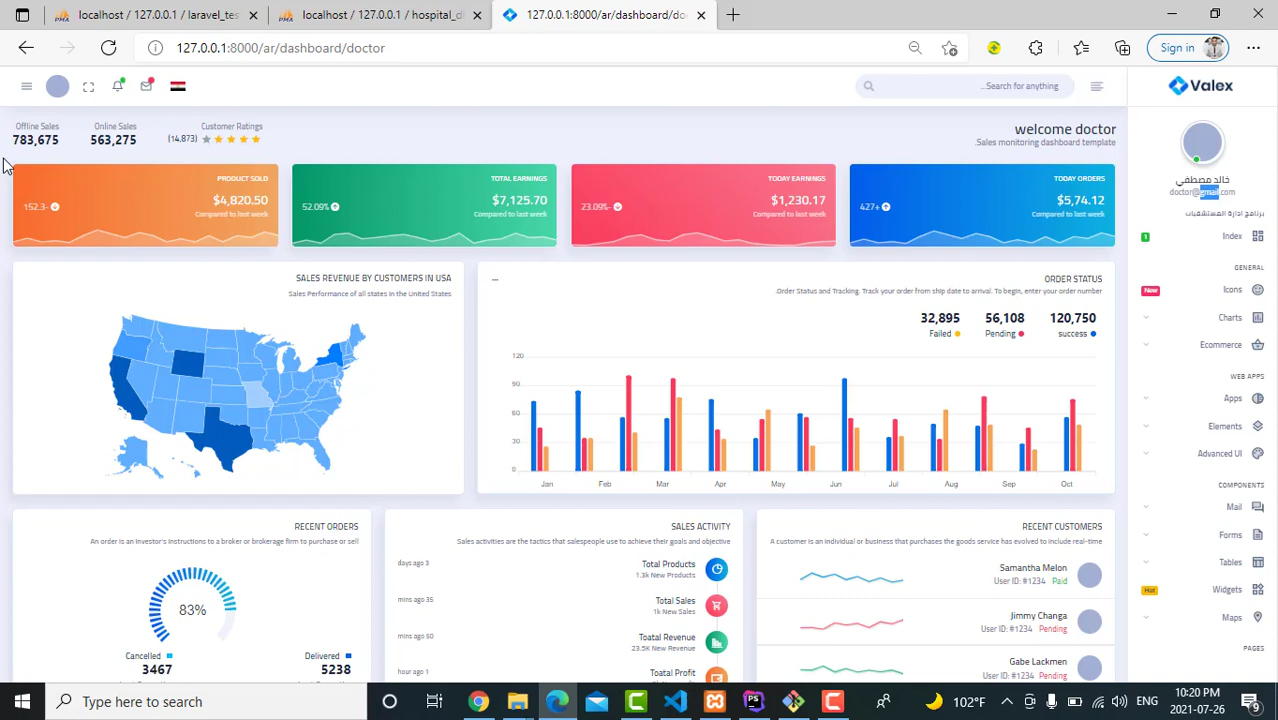 localhost / 127.0.0.1 / laravel_tes
localhost / 127.0.0.1 / hospital_d
127.0.0.1:8000/ar/dashboard/doc
127.0.0.1:8000/ar/dashboard/doctor
Sign in
.Search for anything
Valex
Offline Sales
783,675
Online Sales
563,275
Customer Ratings
(14,873)
welcome doctor
.Sales monitoring dashboard template
خالد مصطفي
doctor@gmail.com
برنامج ادارة المستشفيات
PRODUCT SOLD
$4,820.50
Compared to last week
152.3-
TOTAL EARNINGS
$7,125.70
Compared to last week
52.09%
TODAY EARNINGS
$1,230.17
Compared to last week
23.09%-
TODAY ORDERS
$5,74.12
Compared to last week
427+
1
Index
GENERAL
New
Icons
Charts
Ecommerce
WEB APPS
Apps
Elements
Advanced UI
COMPONENTS
Mail
Forms
Tables
Hot
Widgets
Maps
PAGES
SALES REVENUE BY CUSTOMERS IN USA
Sales Performance of all states in the United States
ORDER STATUS
.Order Status and Tracking. Track your order from ship date to arrival. To begin, enter your order number
32,895
Failed
56,108
Pending
120,750
success
120
90
60
30
0
Jan
Feb
Mar
Apr
May
Jun
Jul
Aug
Sep
Oct
RECENT ORDERS
An order is an investor's instructions to a broker or brokerage firm to purchase or sell
83%
Cancelled
3467
Delivered
5238
SALES ACTIVITY
Sales activities are the tactics that salespeople use to achieve their goals and objective
days ago 3
Total Products
1.3k New Products
mins ago 35
Total Sales
1k New Sales
mins ago 50
Toatal Revenue
23.5K New Revenue
hour ago 1
Toatal Profit
RECENT CUSTOMERS
A customer is an individual or business that purchases the goods service has evolved to include real-time
Samantha Melon
User ID: #1234 Paid
Jimmy Changa
User ID: #1234 Pending
Gabe Lackmen
User ID: #1234 Pending
Type here to search
102°F
ENG
10:20 PM
2021-07-26
9